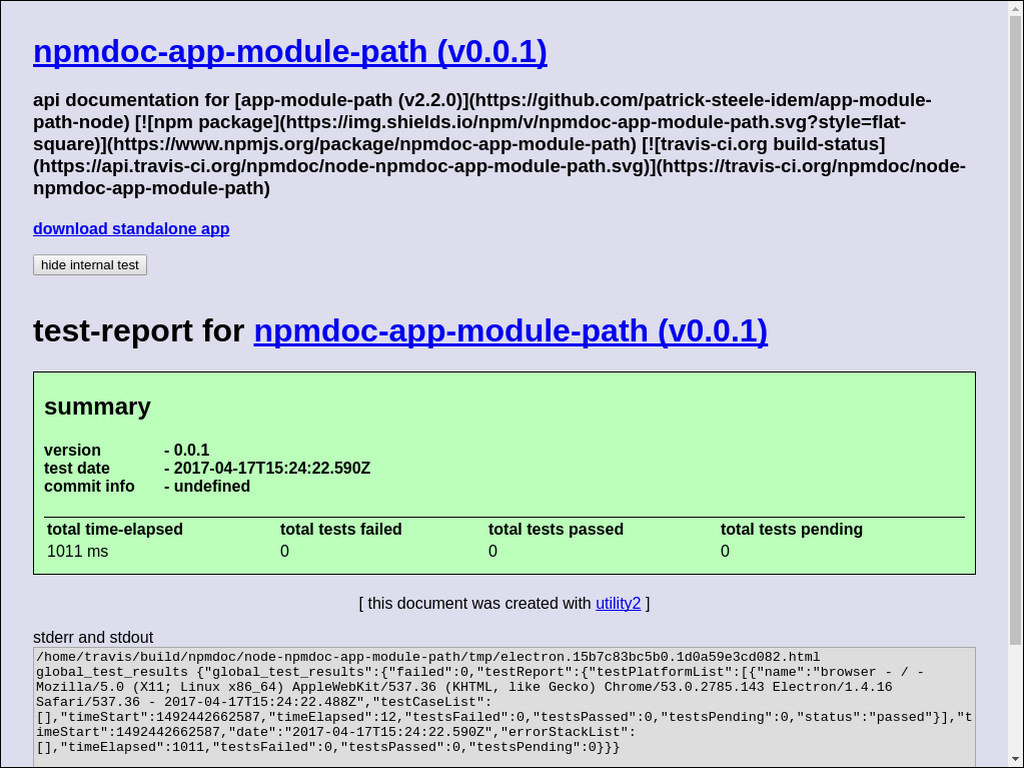 npmdoc-app-module-path (v0.0.1)
api documentation for [app-module-path (v2.2.0)](https://github.com/patrick-steele-idem/app-module-
path-node) [![npm package](https://img.shields.io/npm/v/npmdoc-app-module-path.svg?style=flat-
square)](https://www.npmjs.org/package/npmdoc-app-module-path) [![travis-ci.org build-status]
(https://api.travis-ci.org/npmdoc/node-npmdoc-app-module-path.svg)](https://travis-ci.org/npmdoc/node-
npmdoc-app-module-path)
download standalone app
hide internal test
test-report for npmdoc-app-module-path (v0.0.1)
summary
version - 0.0.1
test date - 2017-04-17T15:24:22.590Z
commit info - undefined
total time-elapsed total tests failed total tests passed total tests pending
1011 ms 0 0 0
[ this document was created with utility2 ]
stderr and stdout
/home/travis/build/npmdoc/node-npmdoc-app-module-path/tmp/electron.15b7c83bc5b0.1d0a59e3cd082.html
global_test_results {"global_test_results":{"failed":0,"testReport":{"testPlatformList":[{"name":"browser - / -
Mozilla/5.0 (X11; Linux x86_64) AppleWebKit/537.36 (KHTML, like Gecko) Chrome/53.0.2785.143 Electron/1.4.16
Safari/537.36 - 2017-04-17T15:24:22.488Z","testCaseList":
[],"timeStart":1492442662587,"timeElapsed":12,"testsFailed":0,"testsPassed":0,"testsPending":0,"status":"passed"}],"t
imeStart":1492442662587,"date":"2017-04-17T15:24:22.590Z","errorStackList":
[],"timeElapsed":1011,"testsFailed":0,"testsPassed":0,"testsPending":0}}}